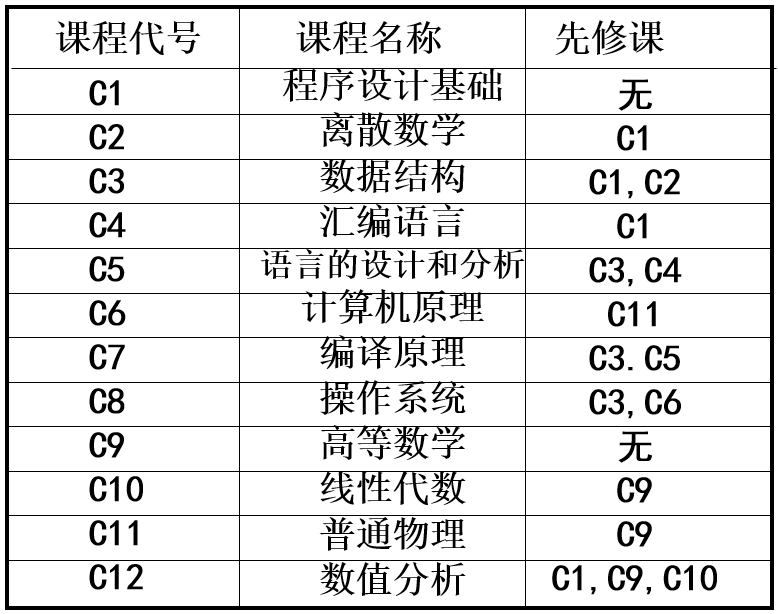 课程代号 课程名称 先修课
C1 程序设计基础 无
C2 离散数学 C1
C3 数据结构 C1,C2
C4 汇编语言 C1
C5 语言的设计和分析 C3,C4
C6 计算机原理 C11
C7 编译原理 C3.C5
C8 操作系统 C3,C6
C9 高等数学 无
C10 线性代数 C9
C11 普通物理 C9
C12 数值分析 C1,C9,C10